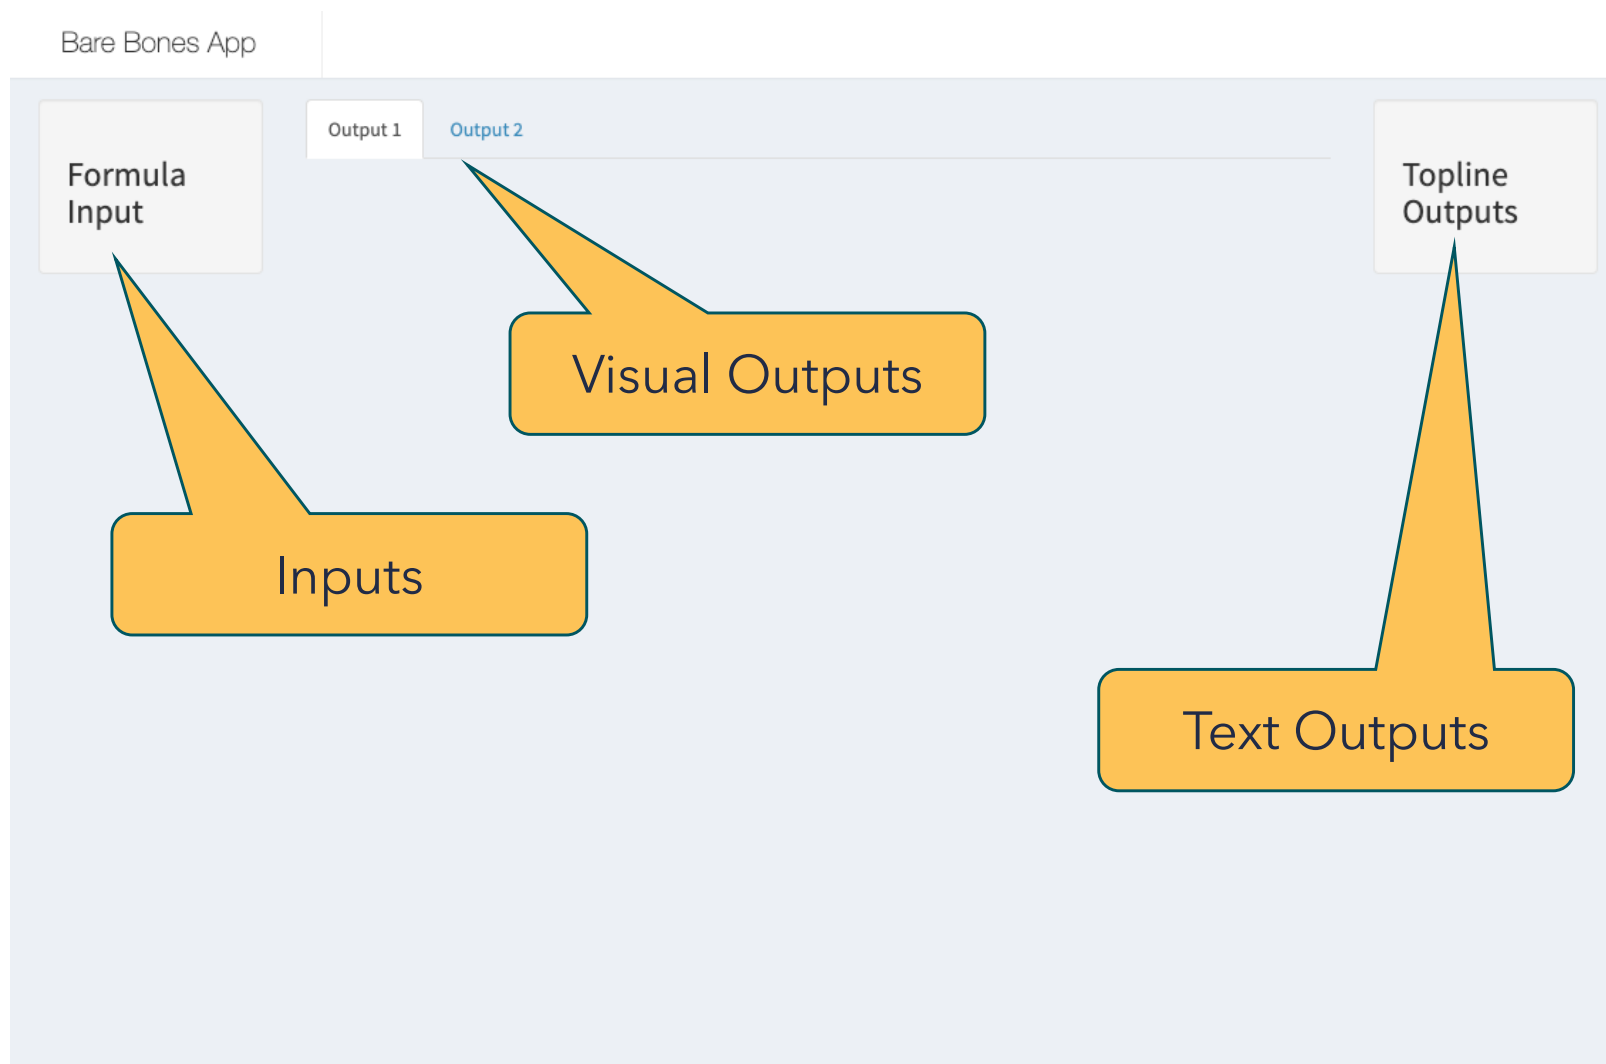 Bare Bones App
Formula
Input
Output 1
Output 2
Topline
Outputs
Visual Outputs
Inputs
Text Outputs